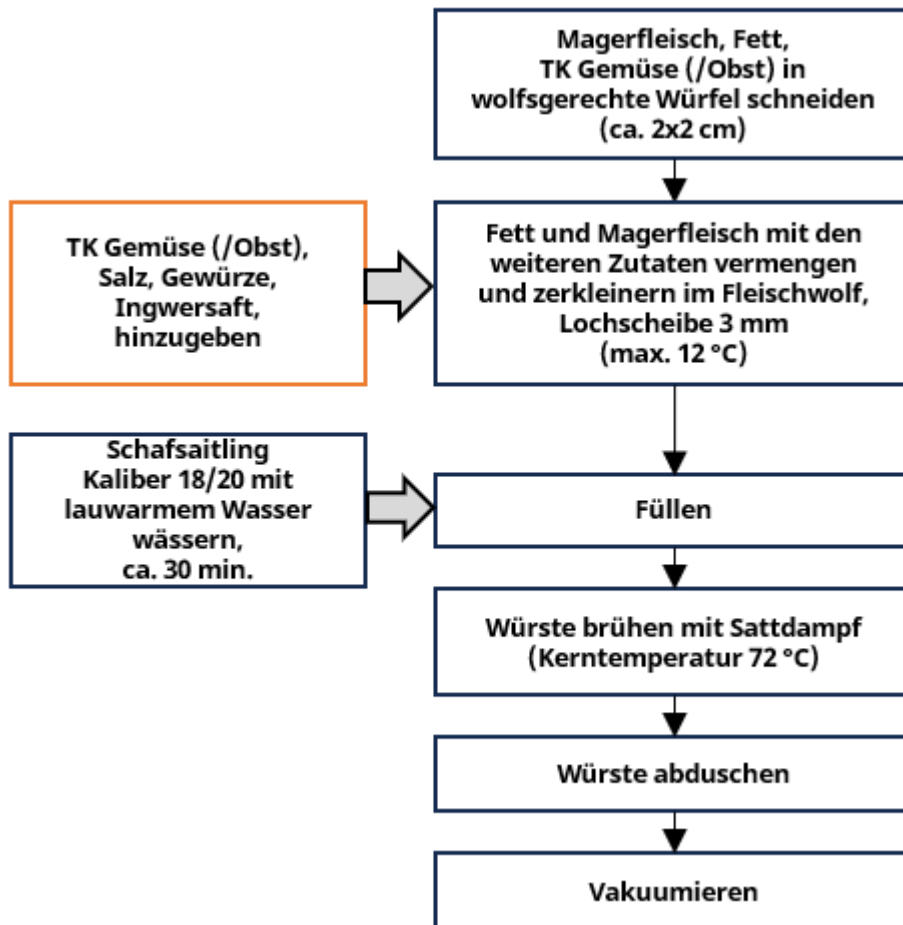 Magerfleisch, Fett,
TK Gemüse (/Obst) in
wolfsgerechte Würfel schneiden
(ca. 2x2 cm)
TK Gemüse (/Obst),
Salz, Gewürze,
Ingwersaft,
hinzugeben
Fett und Magerfleisch mit den
weiteren Zutaten vermengen
und zerkleinern im Fleischwolf,
Lochscheibe 3 mm
(max. 12 °C)
Schafsaitling
Kaliber 18/20 mit
lauwarmem Wasser
wässern,
ca. 30 min.
Füllen
Würste brühen mit Sattdampf
(Kerntemperatur 72 °C)
Würste abduschen
Vakuumieren